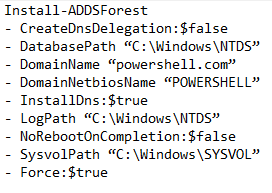 Install-ADDSForest
- CreateDnsDelegation:$false
- DatabasePath “C:\Windows\NTDS”
- DomainName “powershell.com”
- DomainNetbiosName “POWERSHELL”
- InstallDns:$true
- LogPath “C:\Windows\NTDS”
- NoRebootOnCompletion:$false
- SysvolPath “C:\Windows\SYSVOL”
- Force:$true